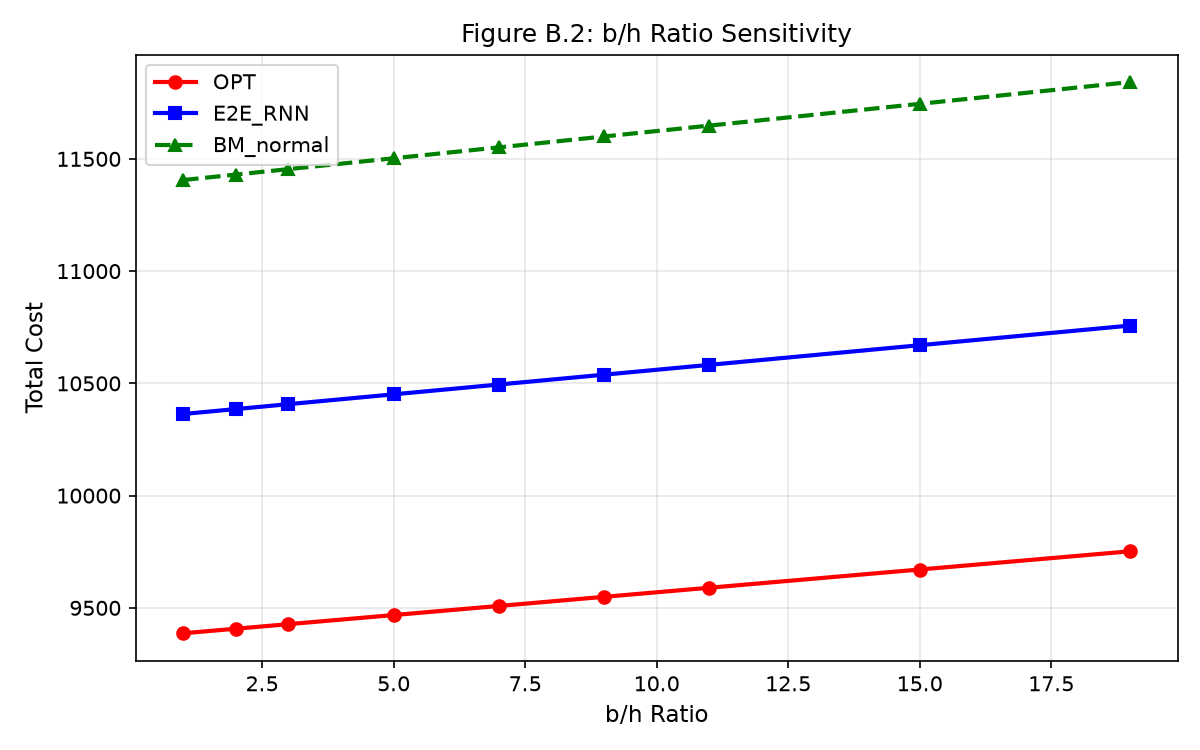 Figure B.2: b/h Ratio Sensitivity
OPT
E2E_RNN
BM_normal
Total Cost
11500
11000
10500
10000
9500
2.5 5.0 7.5 10.0 12.5 15.0 17.5
b/h Ratio